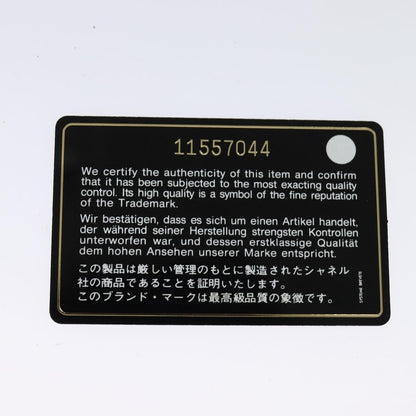 11557044
We certify the authenticity of this item and confirm
that it has been subjected to the most exacting quality
control. Its high quality is a symbol of the fine reputation
of the Trademark.
Wir bestätigen, dass es sich um einen Artikel handelt,
der während seiner Herstellung strengsten Kontrollen
unterworfen war, und dessen erstklassige Qualität
dem hohen Ansehen unserer Marke entspricht.
この製品は厳しい管理のもとに製造されたシャネル
社の商品であることを証明いたします。
このブランド・マークは最高級品質の象徴です。